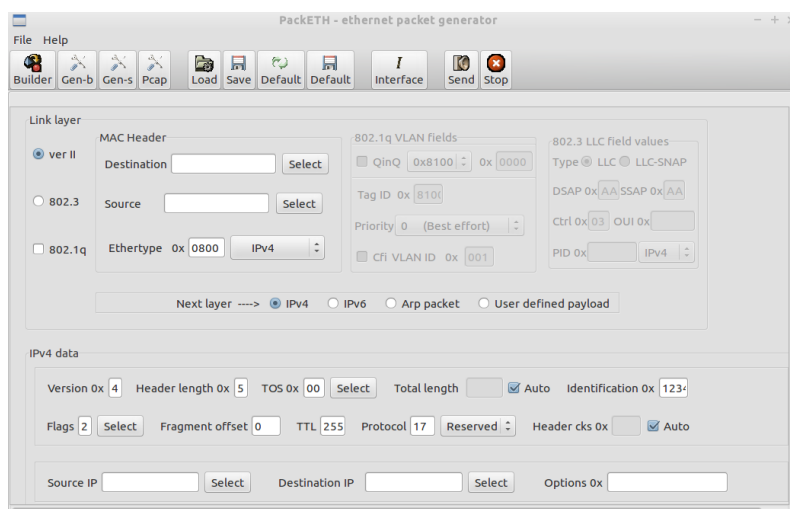 PackETH - ethernet packet generator
File Help
Builder Gen-b Gen-s Pcap Load Save Default Default Interface Send Stop
Link layer
MAC Header 802.1q VLAN fields 802.3 LLC field values
ver II Destination Select QinQ 0x8100 0x 0000 Type LLC LLC-SNAP
Tag ID 0x 810 DSAP 0x AA SSAP 0x AA
802.3 Source Select Priority 0 (Best effort) Ctrl 0x 03 OUI 0x
802.1q Ethertype 0x 0800 IPv4 Cfi VLAN ID 0x 001 PID 0x IPv4
Next layer ----> IPv4 IPv6 Arp packet User defined payload
IPv4 data
Version 0x 4 Header length 0x 5 TOS 0x 00 Select Total length Auto Identification 0x 1234
Flags 2 Select Fragment offset 0 TTL 255 Protocol 17 Reserved Header cks 0x Auto
Source IP Select Destination IP Select Options 0x